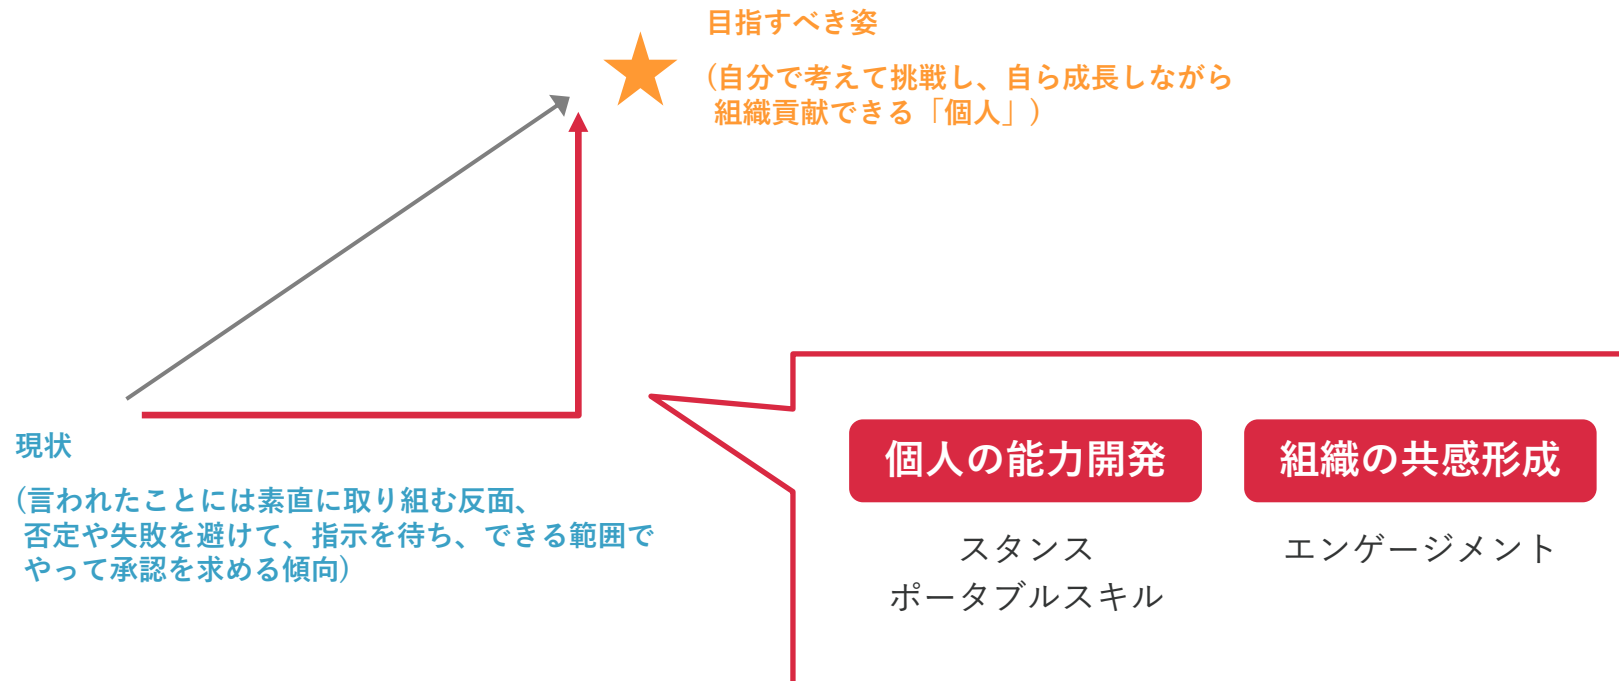 目指すべき姿
(自分で考えて挑戦し、自ら成長しながら
組織貢献できる「個人」)
現状
(言われたことには素直に取り組む反面、
否定や失敗を避けて、指示を待ち、できる範囲で
やって承認を求める傾向)
個人の能力開発
スタンス
ポータブルスキル
組織の共感形成
エンゲージメント